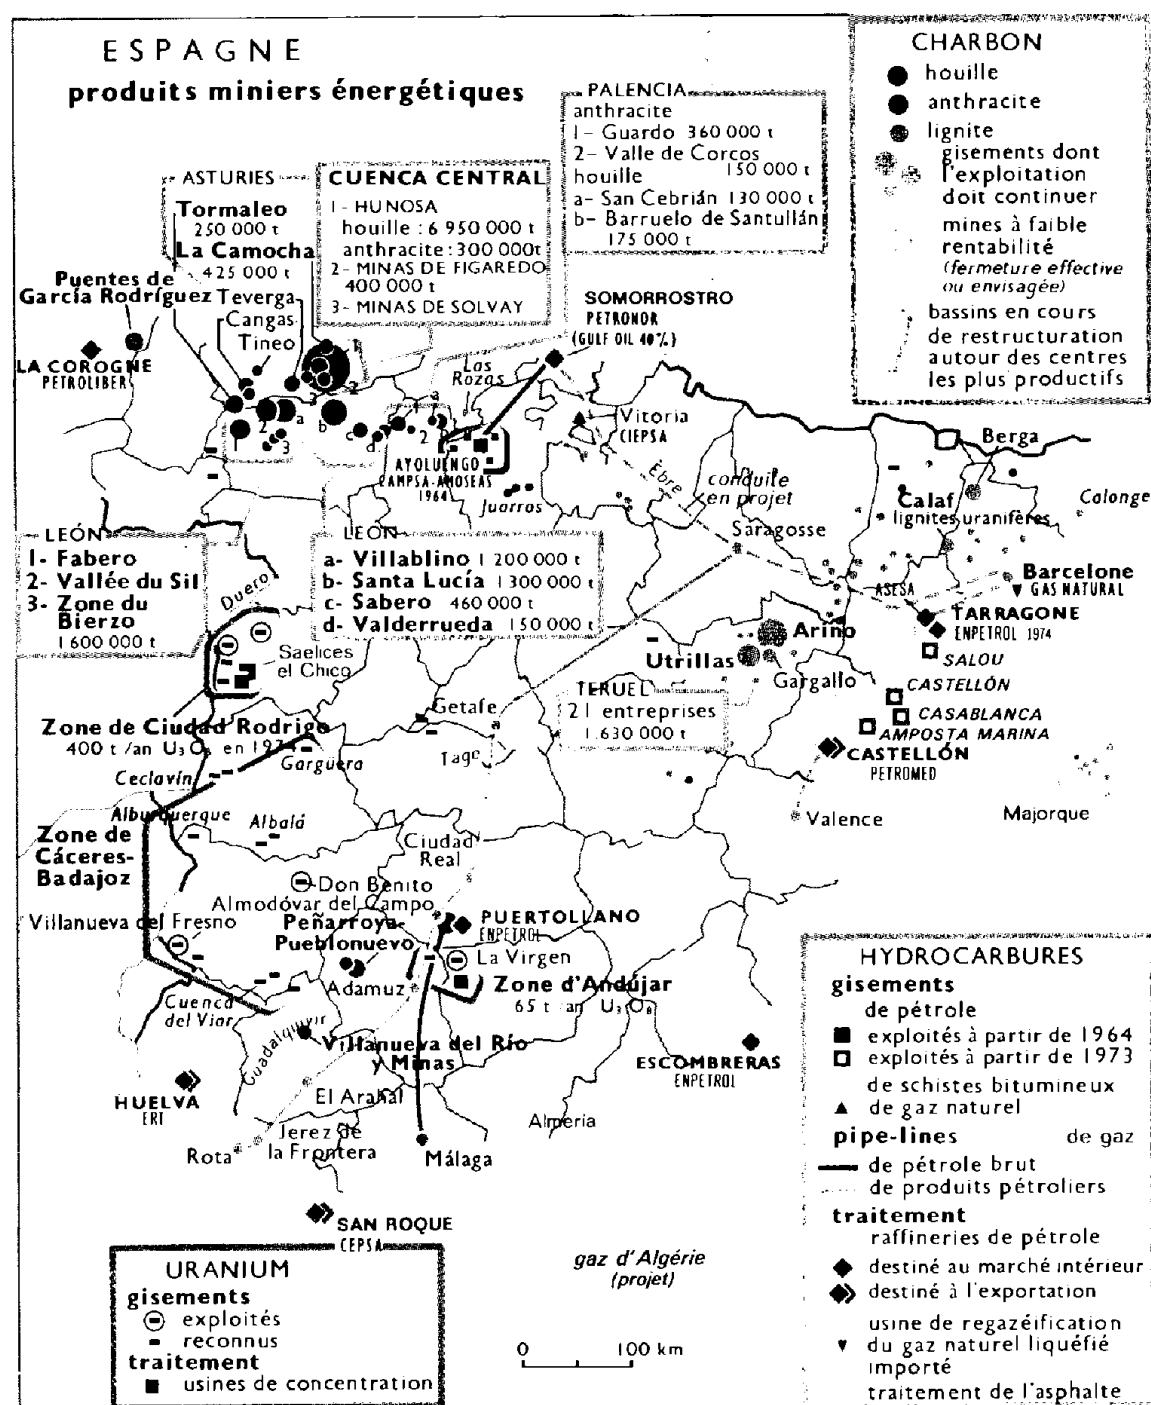 ESPAGNE
produits miniers énergétiques
CHARBON
houille
anthracite
lignite
gisements dont
l'exploitation
doit continuer
mines à faible
rentabilité
(fermeture effective
ou envisagée)
bassins en cours
de restructuration
autour des centres
les plus productifs
PALENCIA
anthracite
1- Guardo 360 000 t
2- Valle de Corcos
150 000 t
houille
a- San Cebrián 130 000 t
b- Barruelo de Santullán
175 000 t
ASTURIES
Tormaleo
250 000 t
La Camocha
425 000 t
CUENCA CENTRAL
1- HUNOSA
houille : 6 950 000 t
anthracite : 300 000t
2- MINAS DE FIGAREDO
400 000 t
3- MINAS DE SOLVAY
Puentes de
García Rodríguez
Teverga
Cangas
Tineo
LA COROGNE
PETROLIBER
SOMORROSTRO
PETRONOR
(GULF OIL 40%)
Las
Rozas
1
2
3
a
b
c
d
Vitoria
CIEPSA
AYOLUENGO
CAMPSA-AMOSEAS
1964
Juarros
Èbre
conduite
en projet
Saragosse
Berga
Calaf
lignites uranifères
Calonge
ASESA
Barcelone
GAS NATURAL
TARRAGONE
ENPETROL 1974
SALOU
CASTELLÓN
CASABLANCA
AMPOSTA MARINA
CASTELLÓN
PETROMED
Valence
Majorque
LEÓN
1- Fabero
2- Vallée du Sil
3- Zone du
Bierzo
1 600 000 t
LEÓN
a- Villablino 1 200 000 t
b- Santa Lucía 1 300 000 t
c- Sabero 460 000 t
d- Valderrueda 150 000 t
Duero
Saelices
el Chico
Ariño
Utrillas
Gargallo
TERUEL
21 entreprises
1.630 000 t
Zone de Ciudad Rodrigo
400 t /an U₃O₈ en 1974
Getafe
Tage
Gargüera
Ceclavín
Alburquerque
Albalá
Zone de
Cáceres-
Badajoz
Ciudad
Real
Don Benito
Almodóvar del Campo
Villanueva del Fresno
Peñarroya-
Pueblonuevo
PUERTOLLANO
ENPETROL
La Virgen
Adamuz
Zone d'Andújar
65 t /an U₃O₈
Cuenca
del Viar
Guadalquivir
Villanueva del Río
y Minas
ESCOMBRERAS
ENPETROL
HUELVA
ERT
El Arahal
Almeria
Jerez de
la Frontera
Rota
Málaga
SAN ROQUE
CEPSA
gaz d'Algérie
(projet)
0 100 km
URANIUM
gisements
exploités
reconnus
traitement
usines de concentration
HYDROCARBURES
gisements
de pétrole
exploités à partir de 1964
exploités à partir de 1973
de schistes bitumineux
de gaz naturel
pipe-lines de gaz
de pétrole brut
de produits pétroliers
traitement
raffineries de pétrole
destiné au marché intérieur
destiné à l'exportation
usine de regazéification
du gaz naturel liquéfié
importé
traitement de l'asphalte